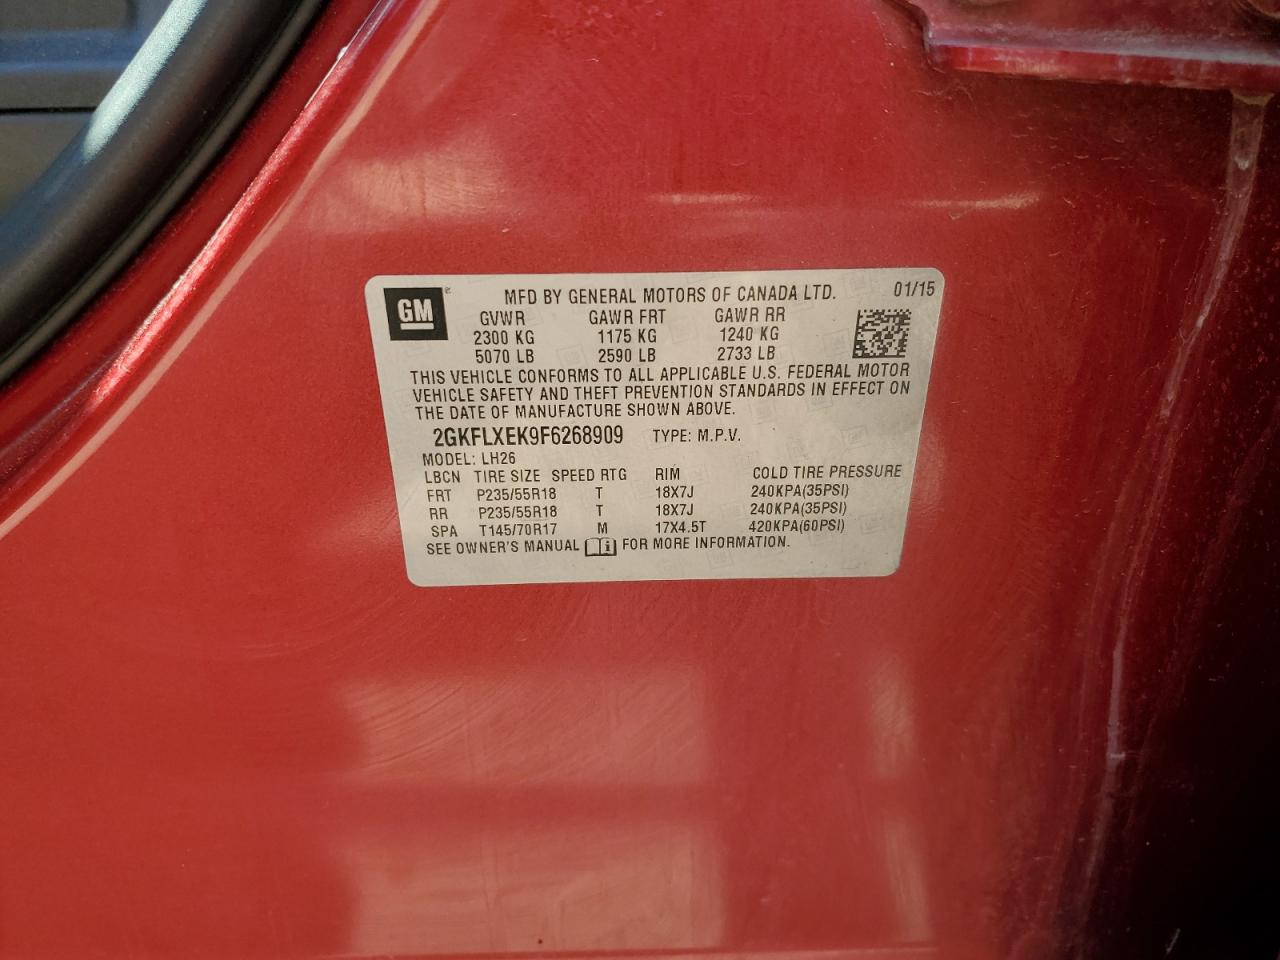 GM®
MFD BY GENERAL MOTORS OF CANADA LTD. 01/15
GVWR GAWR FRT GAWR RR
2300 KG 1175 KG 1240 KG
5070 LB 2590 LB 2733 LB
THIS VEHICLE CONFORMS TO ALL APPLICABLE U.S. FEDERAL MOTOR
VEHICLE SAFETY AND THEFT PREVENTION STANDARDS IN EFFECT ON
THE DATE OF MANUFACTURE SHOWN ABOVE.
2GKFLXEK9F6268909 TYPE: M.P.V.
MODEL: LH26
LBCN TIRE SIZE SPEED RTG RIM COLD TIRE PRESSURE
FRT P235/55R18 T 18X7J 240KPA(35PSI)
RR P235/55R18 T 18X7J 240KPA(35PSI)
SPA T145/70R17 M 17X4.5T 420KPA(60PSI)
SEE OWNER'S MANUAL i FOR MORE INFORMATION.